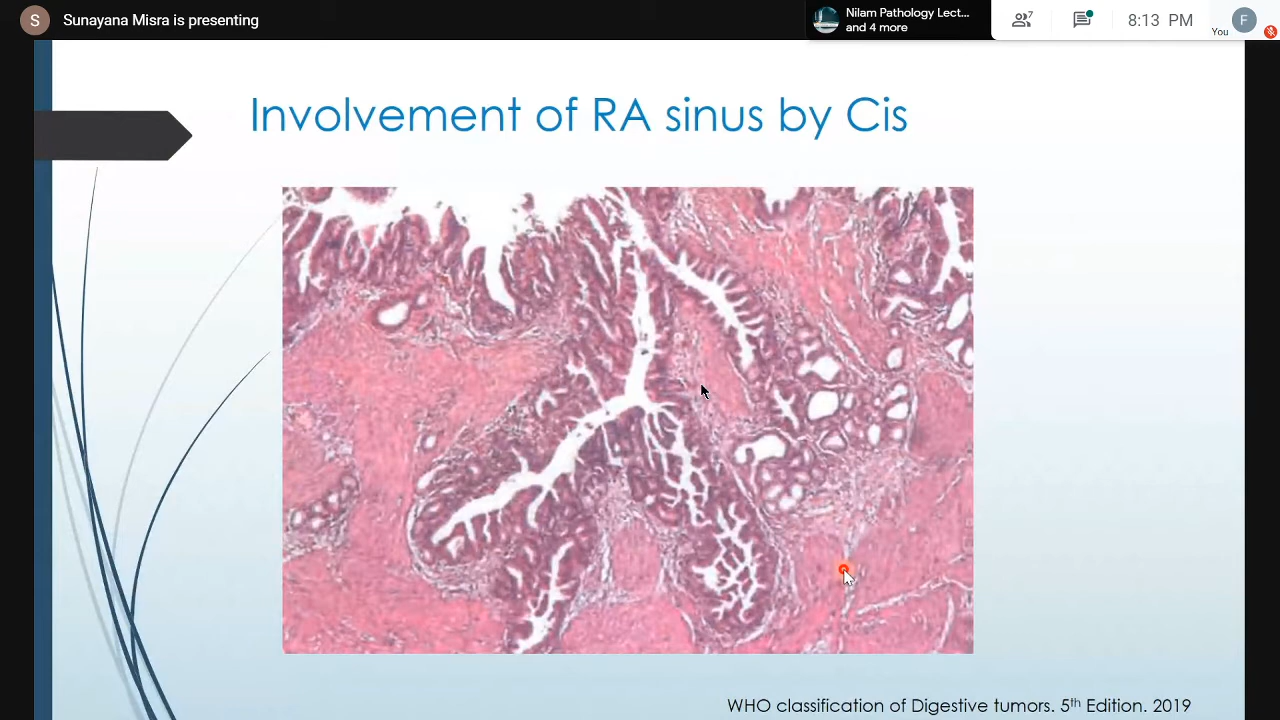 S
Sunayana Misra is presenting
Nilam Pathology Lect...
and 4 more
7
8:13 PM
You
F
Involvement of RA sinus by Cis
WHO classification of Digestive tumors. 5th Edition. 2019